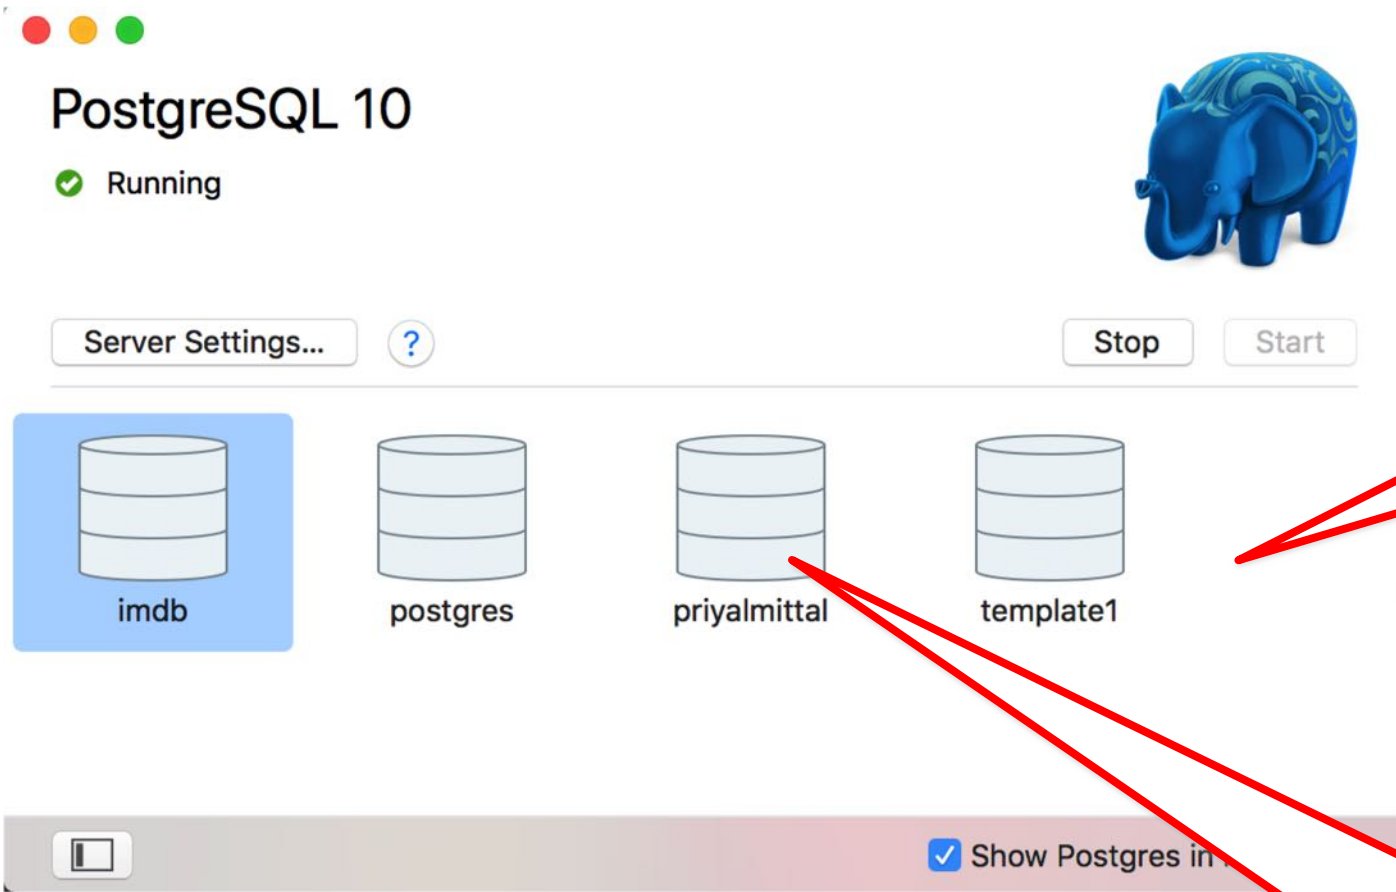 PostgreSQL 10
Running
Server Settings... ? Stop Start
imdb postgres priyalmittal template1
Show Postgres in